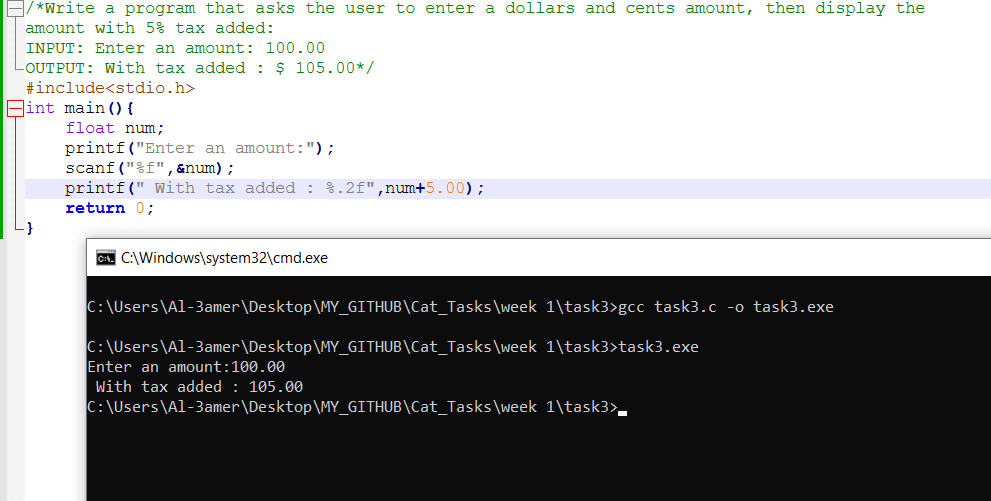 /*Write a program that asks the user to enter a dollars and cents amount, then display the
amount with 5% tax added:
INPUT: Enter an amount: 100.00
OUTPUT: With tax added : $ 105.00*/
#include<stdio.h>
int main(){
    float num;
    printf("Enter an amount:");
    scanf("%f",&num);
    printf(" With tax added : %.2f",num+5.00);
    return 0;
}
C:\Windows\system32\cmd.exe
C:\Users\Al-3amer\Desktop\MY_GITHUB\Cat_Tasks\week 1\task3>gcc task3.c -o task3.exe
C:\Users\Al-3amer\Desktop\MY_GITHUB\Cat_Tasks\week 1\task3>task3.exe
Enter an amount:100.00
 With tax added : 105.00
C:\Users\Al-3amer\Desktop\MY_GITHUB\Cat_Tasks\week 1\task3>